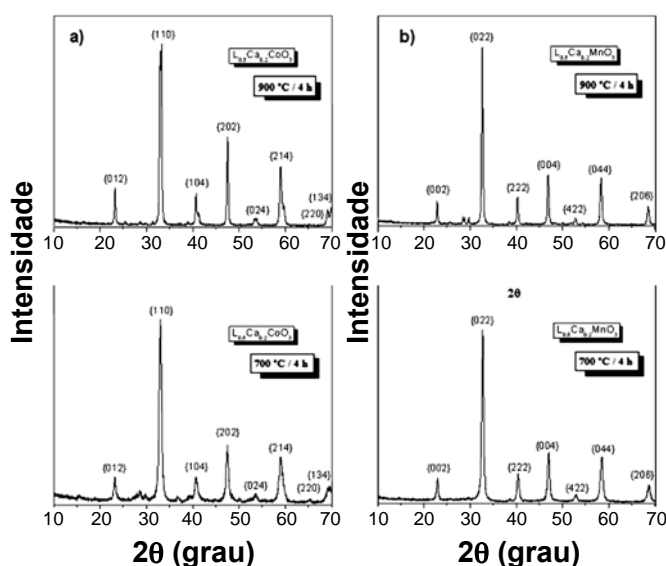 a)
{110}
L₀.₈Ca₀.₂CoO₃
900 °C / 4 h
{202}
{214}
{012}
{104}
{134}
{024}
{220}
Intensidade
10 20 30 40 50 60 70
b)
{022}
L₀.₈Ca₀.₂MnO₃
900 °C / 4 h
{004}
{044}
{002}
{222}
{422}
{206}
10 20 30 40 50 60 70
{110}
L₀.₈Ca₀.₂CoO₃
700 °C / 4 h
{202}
{214}
{012}
{104}
{134}
{024}
{220}
Intensidade
10 20 30 40 50 60 70
2θ (grau)
2θ
{022}
L₀.₈Ca₀.₂MnO₃
700 °C / 4 h
{004}
{044}
{002}
{222}
{422}
{206}
10 20 30 40 50 60 70
2θ (grau)